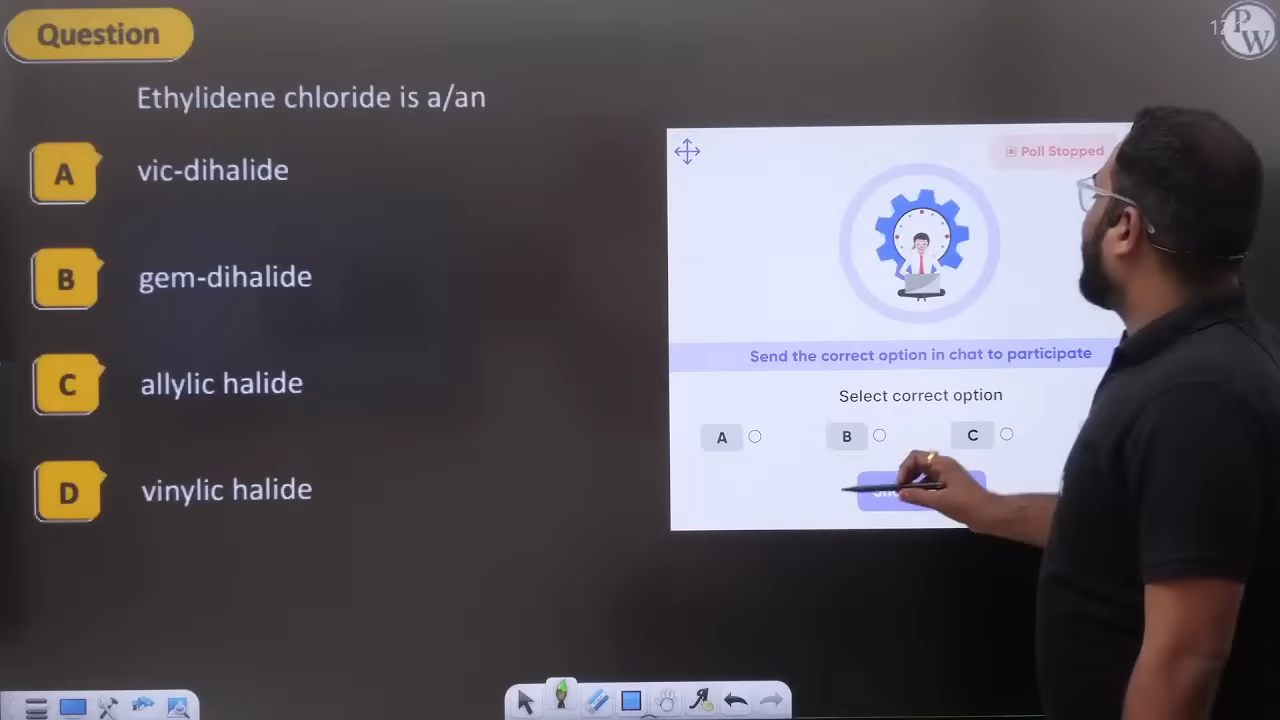 Question
Ethylidene chloride is a/an
A vic-dihalide
B gem-dihalide
C allylic halide
D vinylic halide
PW
Poll Stopped
Send the correct option in chat to participate
Select correct option
A
B
C